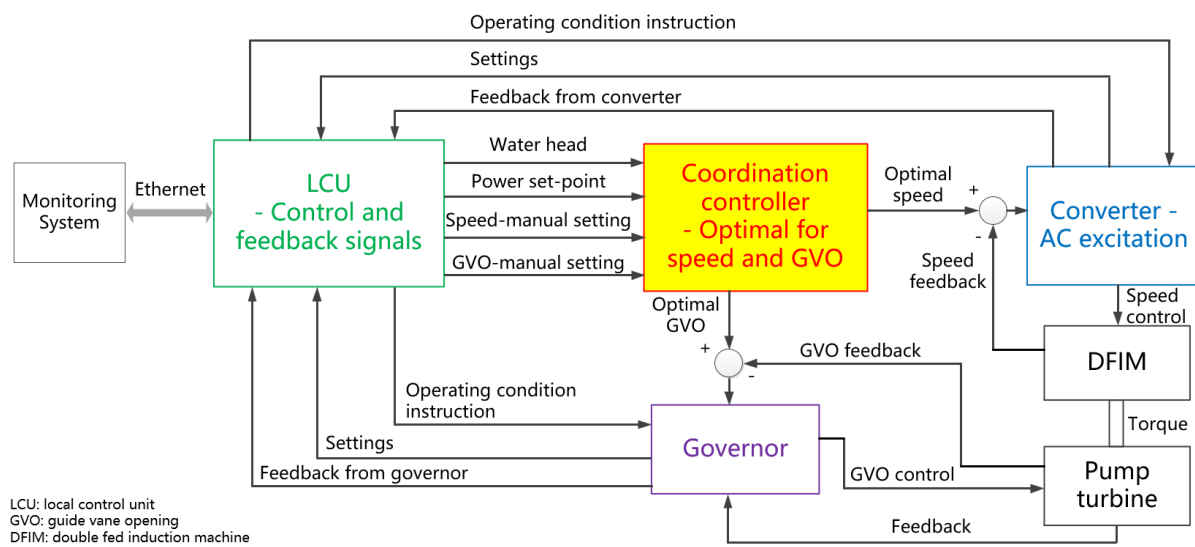 Operating condition instruction
Settings
Feedback from converter
Monitoring
System
Ethernet
LCU
- Control and
feedback signals
Water head
Power set-point
Speed-manual setting
GVO-manual setting
Coordination
controller
- Optimal for
speed and GVO
Optimal
speed
+
-
Converter -
AC excitation
Speed
feedback
Speed
control
Optimal
GVO
+
-
GVO feedback
DFIM
Torque
Operating condition
instruction
Settings
Feedback from governor
Governor
GVO control
Pump
turbine
Feedback
LCU: local control unit
GVO: guide vane opening
DFIM: double fed induction machine